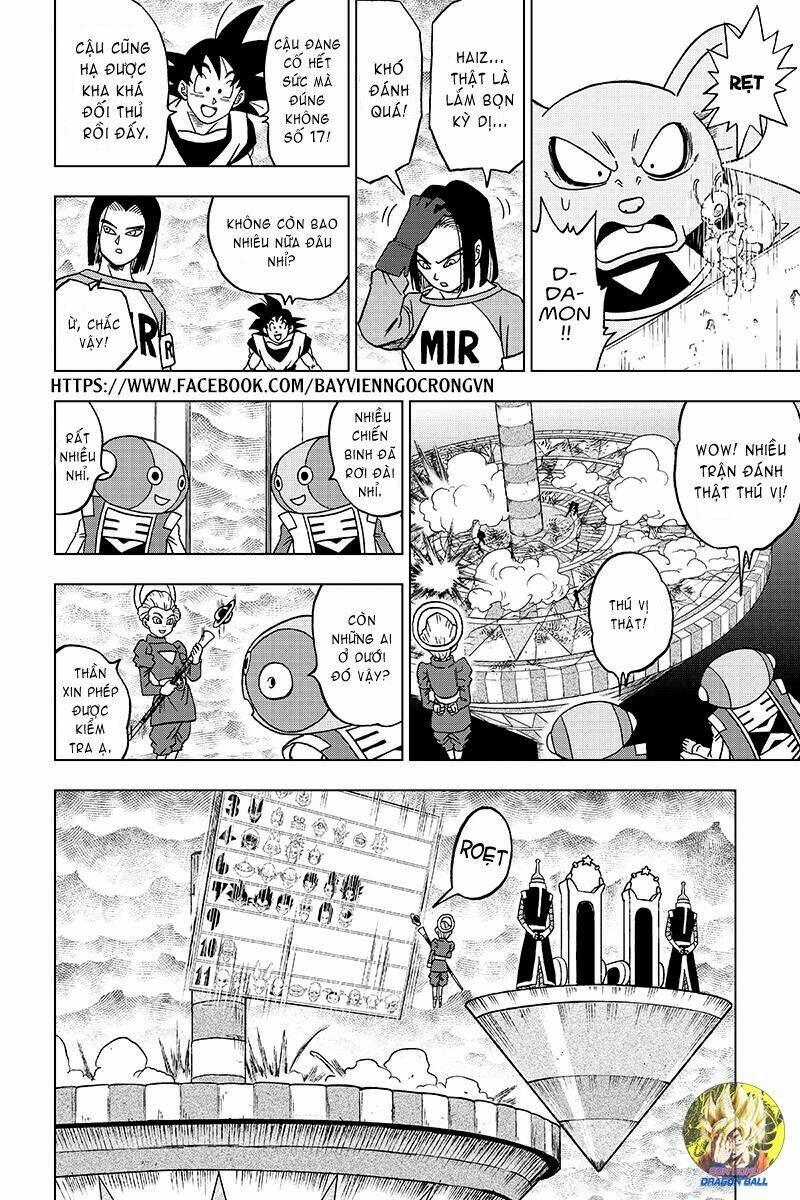 RẸT
D-
DA-
MON
!!
HAIZ...
THẬT LÀ
LẮM BỌN
KỲ DỊ...
KHÓ
ĐÁNH
QUÁ!
MIR
CẬU ĐANG
CỐ HẾT
SỨC MÀ
ĐÚNG
KHÔNG
SỐ 17!
CẬU CŨNG
HẠ ĐƯỢC
KHA KHÁ
ĐỐI THỦ
RỒI ĐẤY.
KHÔNG CÒN BAO
NHIÊU NỮA ĐÂU
NHỈ?
Ừ, CHẮC
VẬY!
R
R
HTTPS://WWW.FACEBOOK.COM/BAYVIENNGOCRONGVN
WOW! NHIỀU
TRẬN ĐÁNH
THẬT THÚ VỊ!
THÚ VỊ
THẬT!
NHIỀU
CHIẾN
BINH ĐÃ
RƠI ĐÀI
NHỈ.
RẤT
NHIỀU
NHỈ.
CÒN
NHỮNG AI
Ở DƯỚI
ĐÓ VẬY?
THẦN
XIN PHÉP
ĐƯỢC
KIỂM
TRA Ạ.
ROẸT
3
4
6
7
9
10
11
DRAGON BALL